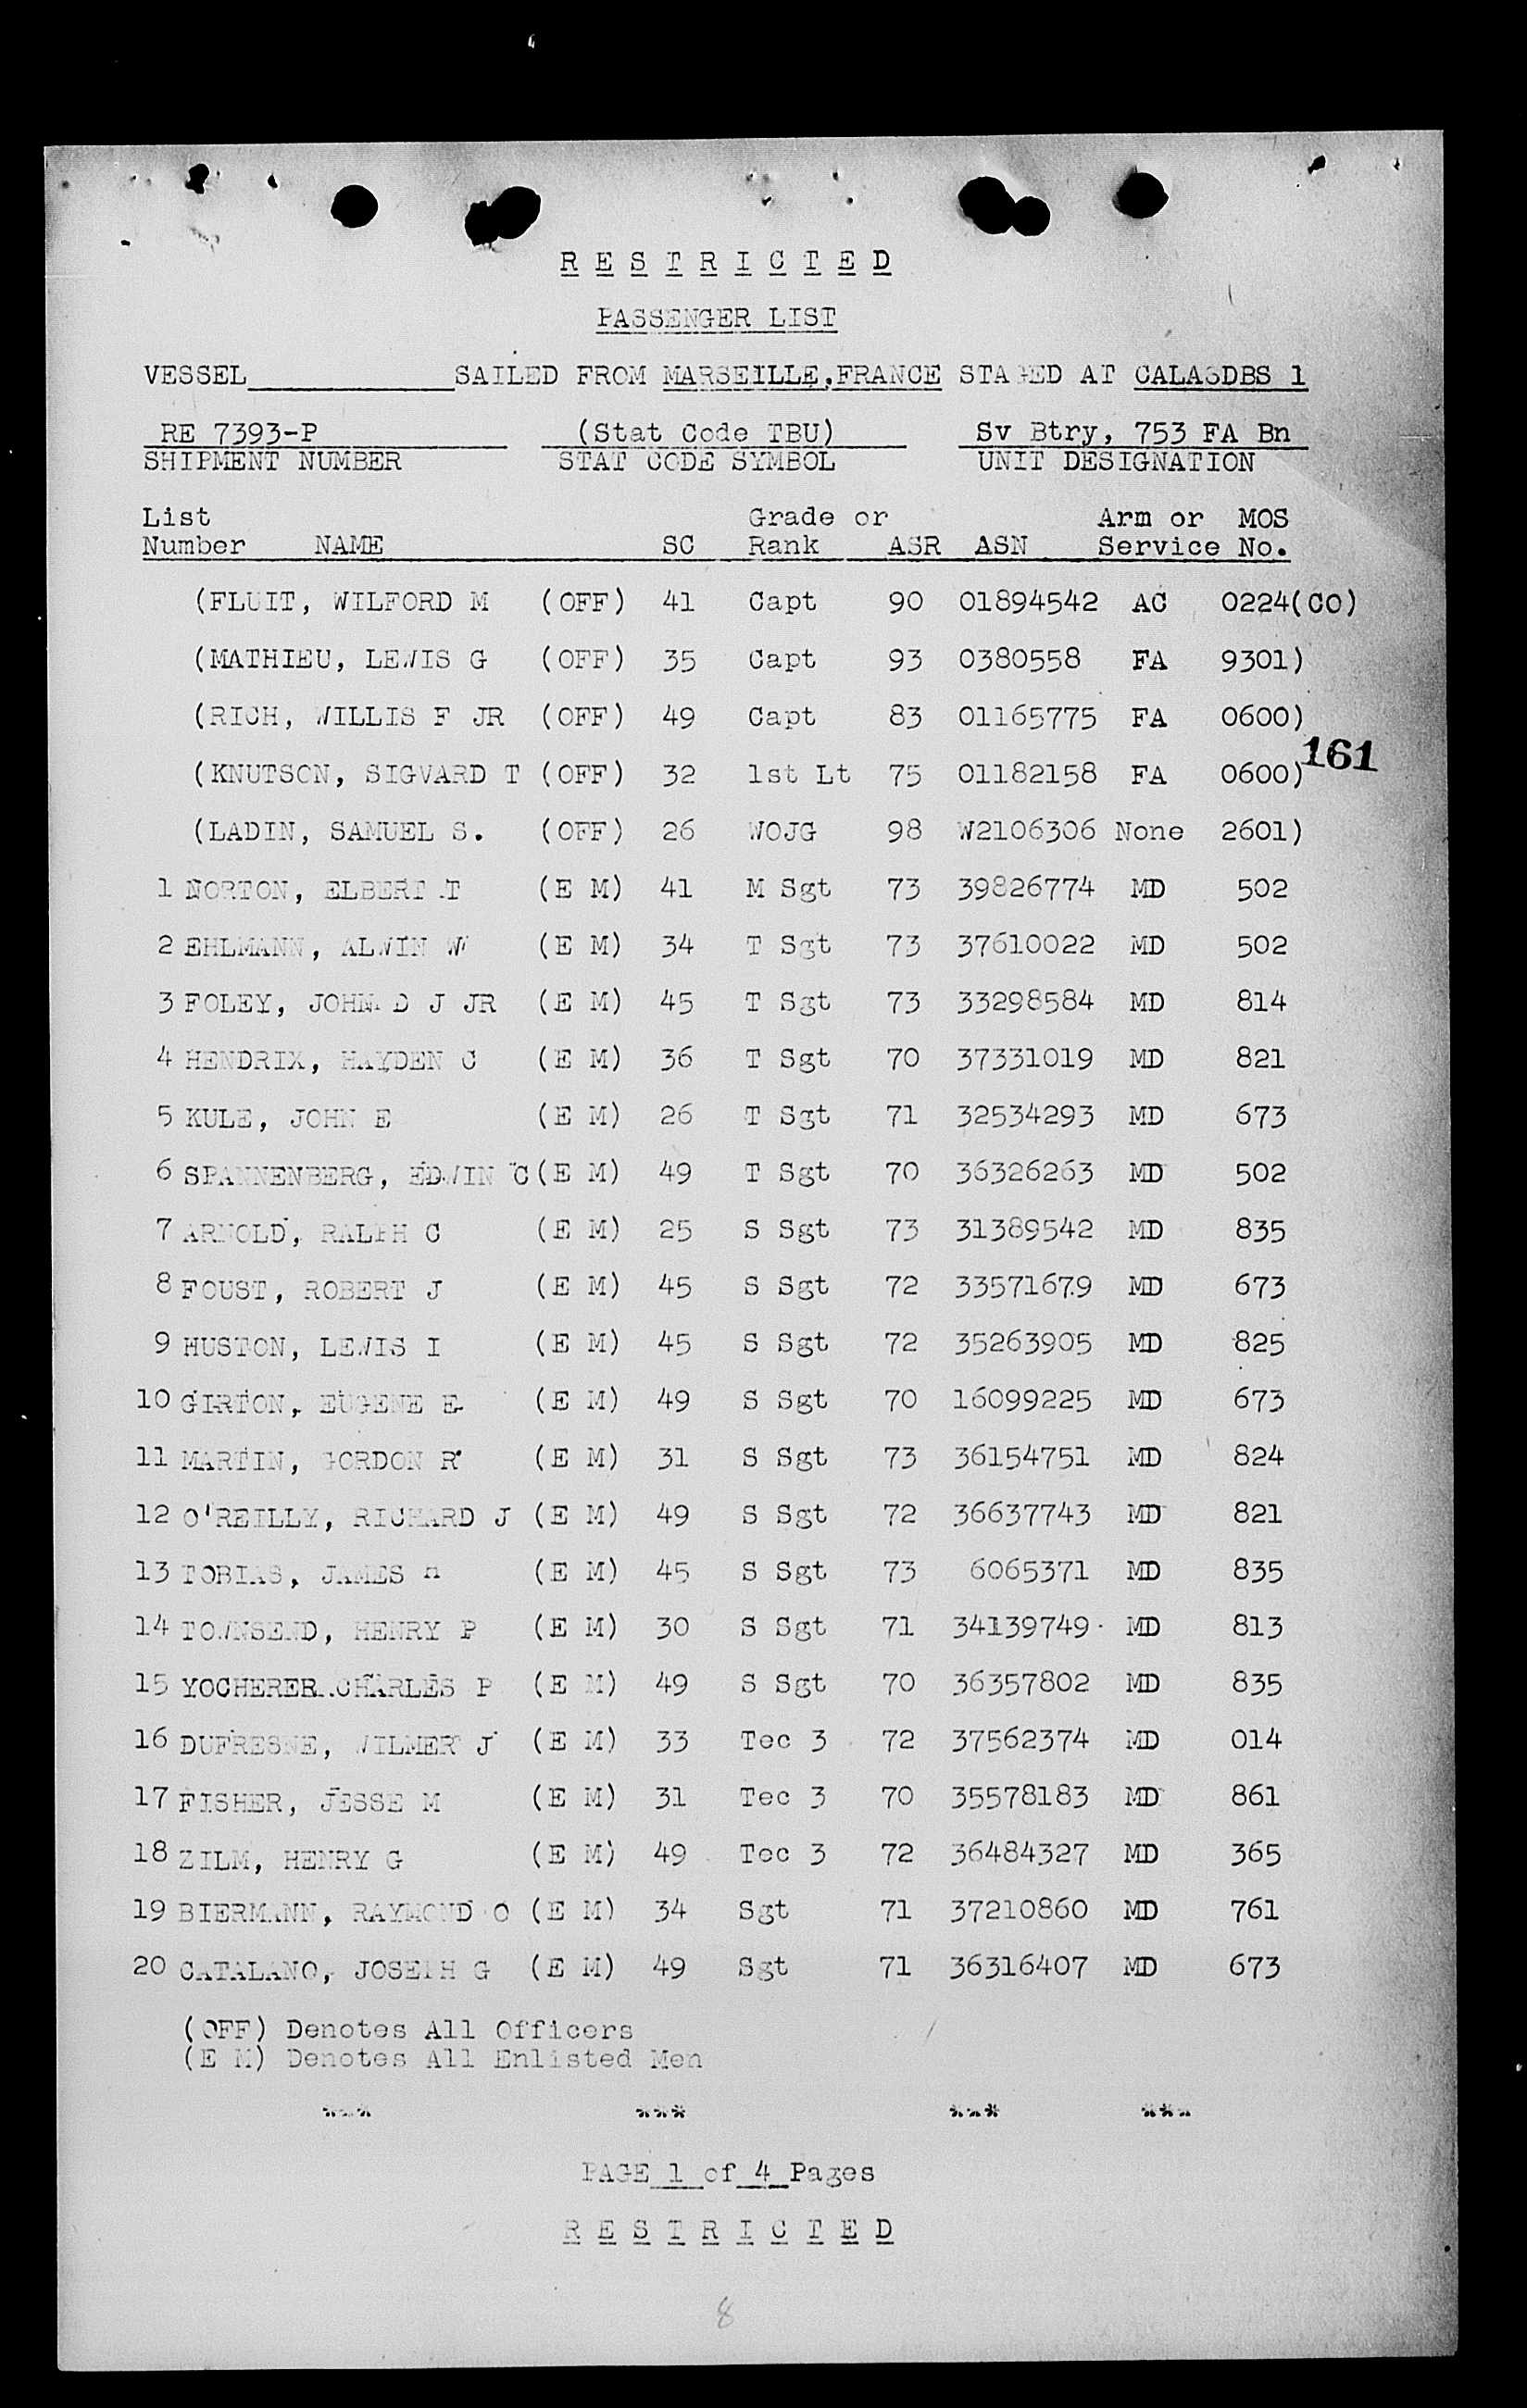 R E S T R I C T E D
PASSENGER LIST
VESSEL____________SAILED FROM MARSEILLE,FRANCE STAGED AT CALASDBS 1
RE 7393-P (Stat Code TBU) Sv Btry, 753 FA Bn
SHIPMENT NUMBER STAT CODE SYMBOL UNIT DESIGNATION
List Grade or Arm or MOS
Number NAME SC Rank ASR ASN Service No.
(FLUIT, WILFORD M (OFF) 41 Capt 90 01894542 AC 0224(CO)
(MATHIEU, LEWIS G (OFF) 35 Capt 93 0380558 FA 9301)
(RICH, WILLIS F JR (OFF) 49 Capt 83 01165775 FA 0600)
161
(KNUTSON, SIGVARD T (OFF) 32 1st Lt 75 01182158 FA 0600)
(LADIN, SAMUEL S. (OFF) 26 WOJG 98 W2106306 None 2601)
1 NORTON, ELBERT T (E M) 41 M Sgt 73 39826774 MD 502
2 EHLMANN, ALWIN W (E M) 34 T Sgt 73 37610022 MD 502
3 FOLEY, JOHN D J JR (E M) 45 T Sgt 73 33298584 MD 814
4 HENDRIX, HAYDEN C (E M) 36 T Sgt 70 37331019 MD 821
5 KULE, JOHN E (E M) 26 T Sgt 71 32534293 MD 673
6 SPANNENBERG, EDWIN C (E M) 49 T Sgt 70 36326263 MD 502
7 ARNOLD, RALPH C (E M) 25 S Sgt 73 31389542 MD 835
8 FOUST, ROBERT J (E M) 45 S Sgt 72 33571679 MD 673
9 HUSTON, LEWIS I (E M) 45 S Sgt 72 35263905 MD 825
10 GIRTON, EUGENE E (E M) 49 S Sgt 70 16099225 MD 673
11 MARTIN, GORDON R (E M) 31 S Sgt 73 36154751 MD 824
12 O'REILLY, RICHARD J (E M) 49 S Sgt 72 36637743 MD 821
13 TOBIAS, JAMES (E M) 45 S Sgt 73 6065371 MD 835
14 TOWNSEND, HENRY P (E M) 30 S Sgt 71 34139749 MD 813
15 YOCHERER CHARLES P (E M) 49 S Sgt 70 36357802 MD 835
16 DUFRESNE, WILMER J (E M) 33 Tec 3 72 37562374 MD 014
17 FISHER, JESSE M (E M) 31 Tec 3 70 35578183 MD 861
18 ZILM, HENRY G (E M) 49 Tec 3 72 36484327 MD 365
19 BIERMANN, RAYMOND O (E M) 34 Sgt 71 37210860 MD 761
20 CATALANO, JOSEPH G (E M) 49 Sgt 71 36316407 MD 673
(OFF) Denotes All Officers
(E M) Denotes All Enlisted Men
*** *** *** ***
PAGE 1 of 4 Pages
R E S T R I C T E D
8